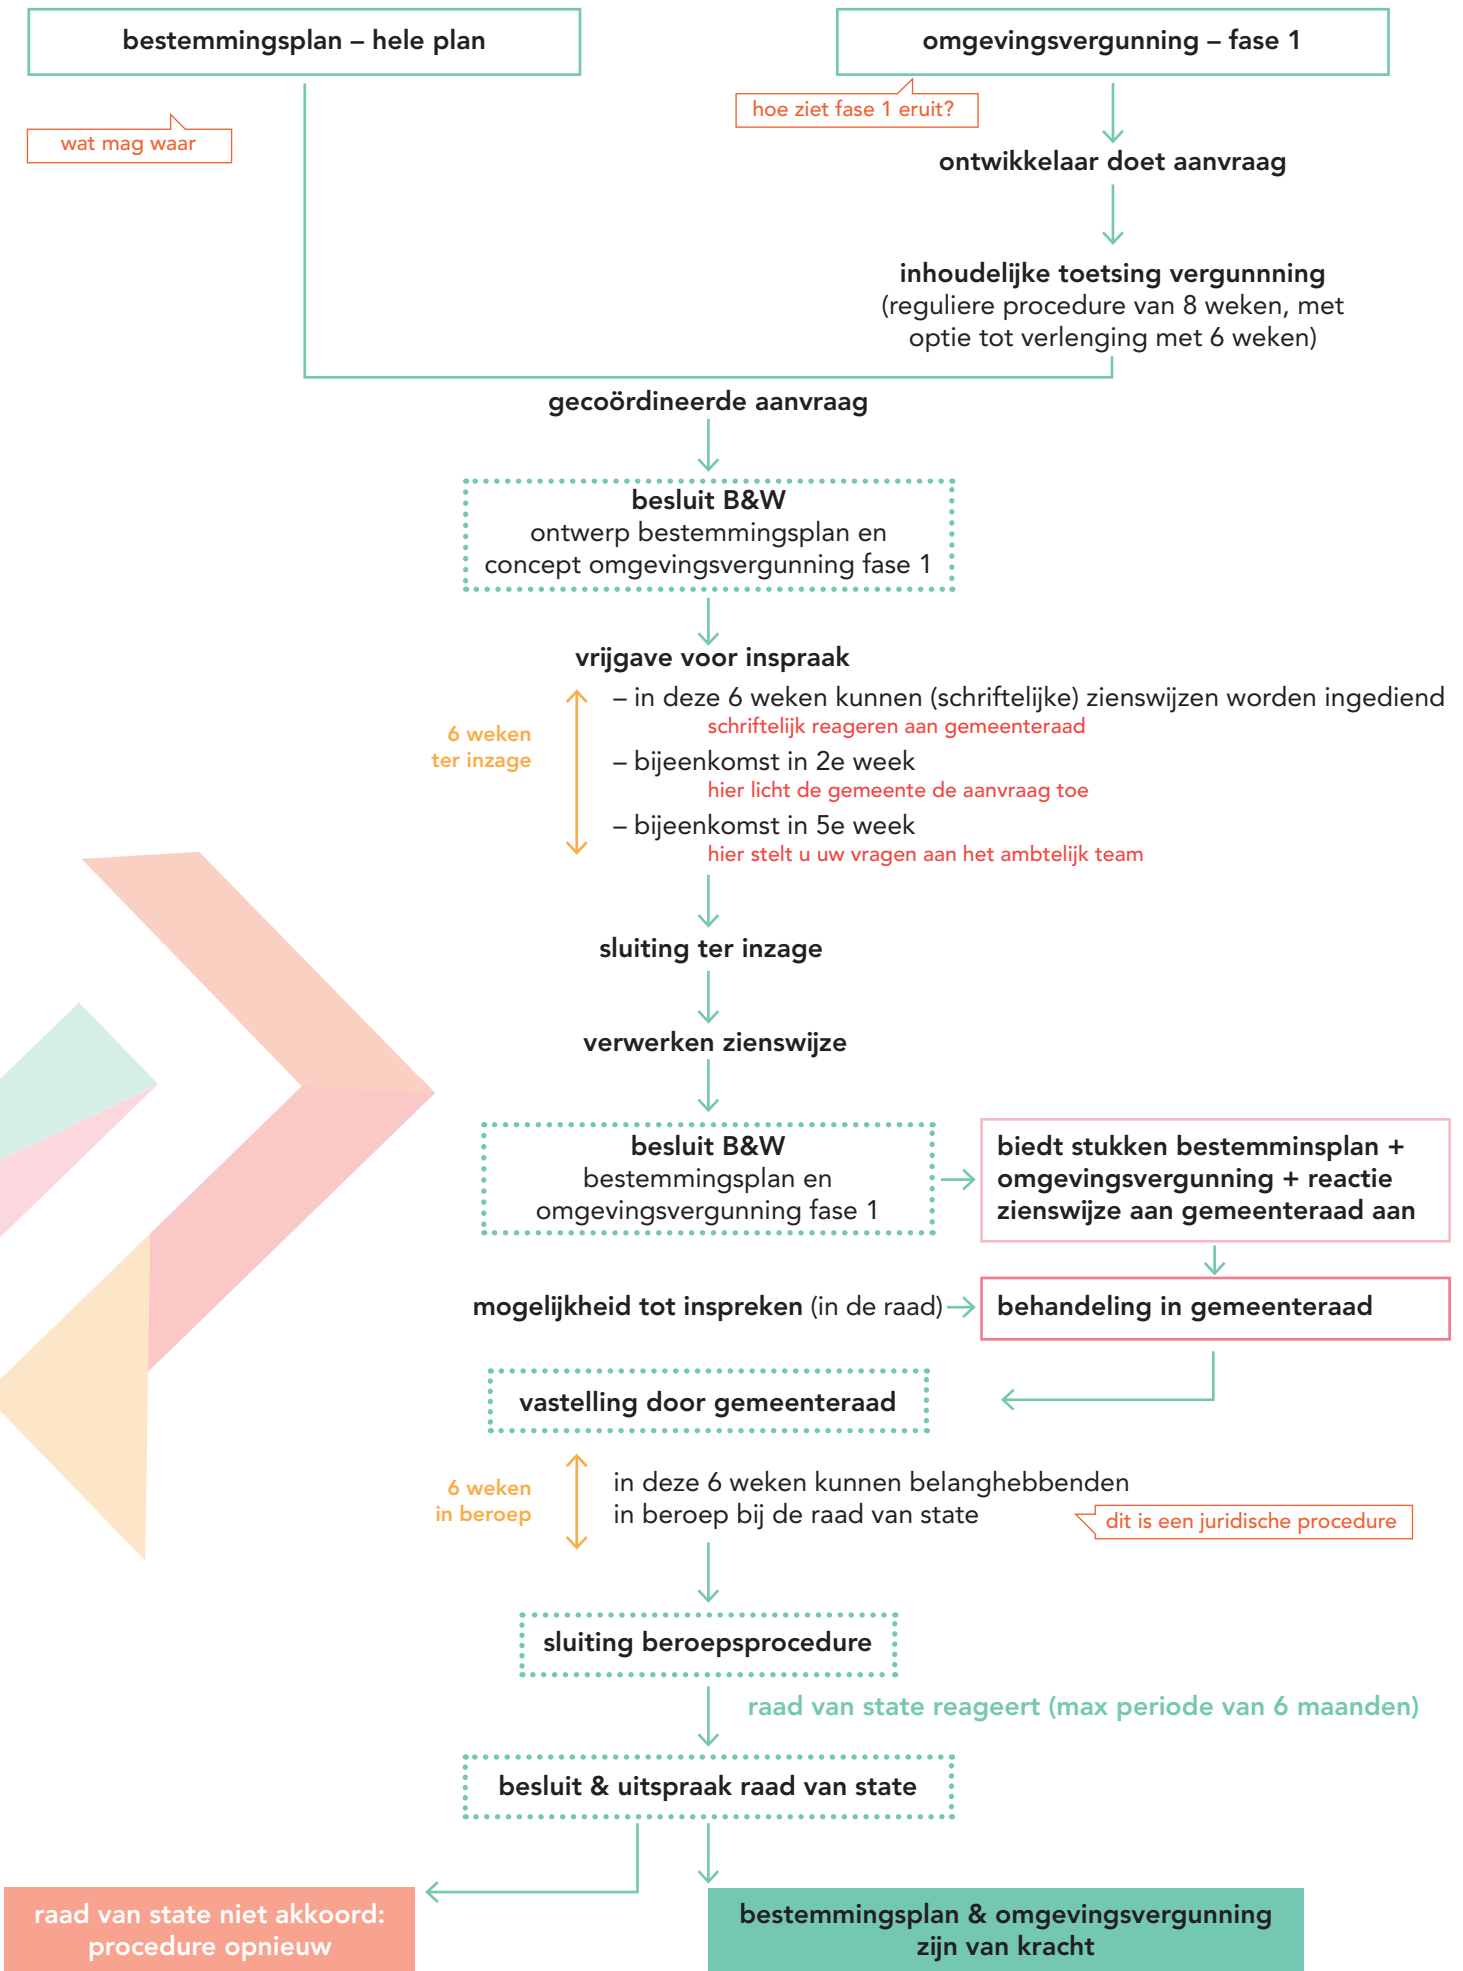 bestemmingsplan – hele plan
omgevingsvergunning – fase 1
wat mag waar
hoe ziet fase 1 eruit?
ontwikkelaar doet aanvraag
inhoudelijke toetsing vergunnning
(reguliere procedure van 8 weken, met
optie tot verlenging met 6 weken)
gecoördineerde aanvraag
besluit B&W
ontwerp bestemmingsplan en
concept omgevingsvergunning fase 1
vrijgave voor inspraak
6 weken
ter inzage
– in deze 6 weken kunnen (schriftelijke) zienswijzen worden ingediend
schriftelijk reageren aan gemeenteraad
– bijeenkomst in 2e week
hier licht de gemeente de aanvraag toe
– bijeenkomst in 5e week
hier stelt u uw vragen aan het ambtelijk team
sluiting ter inzage
verwerken zienswijze
besluit B&W
bestemmingsplan en
omgevingsvergunning fase 1
biedt stukken bestemminsplan +
omgevingsvergunning + reactie
zienswijze aan gemeenteraad aan
mogelijkheid tot inspreken (in de raad)
behandeling in gemeenteraad
vastelling door gemeenteraad
6 weken
in beroep
in deze 6 weken kunnen belanghebbenden
in beroep bij de raad van state
dit is een juridische procedure
sluiting beroepsprocedure
raad van state reageert (max periode van 6 maanden)
besluit & uitspraak raad van state
raad van state niet akkoord:
procedure opnieuw
bestemmingsplan & omgevingsvergunning
zijn van kracht